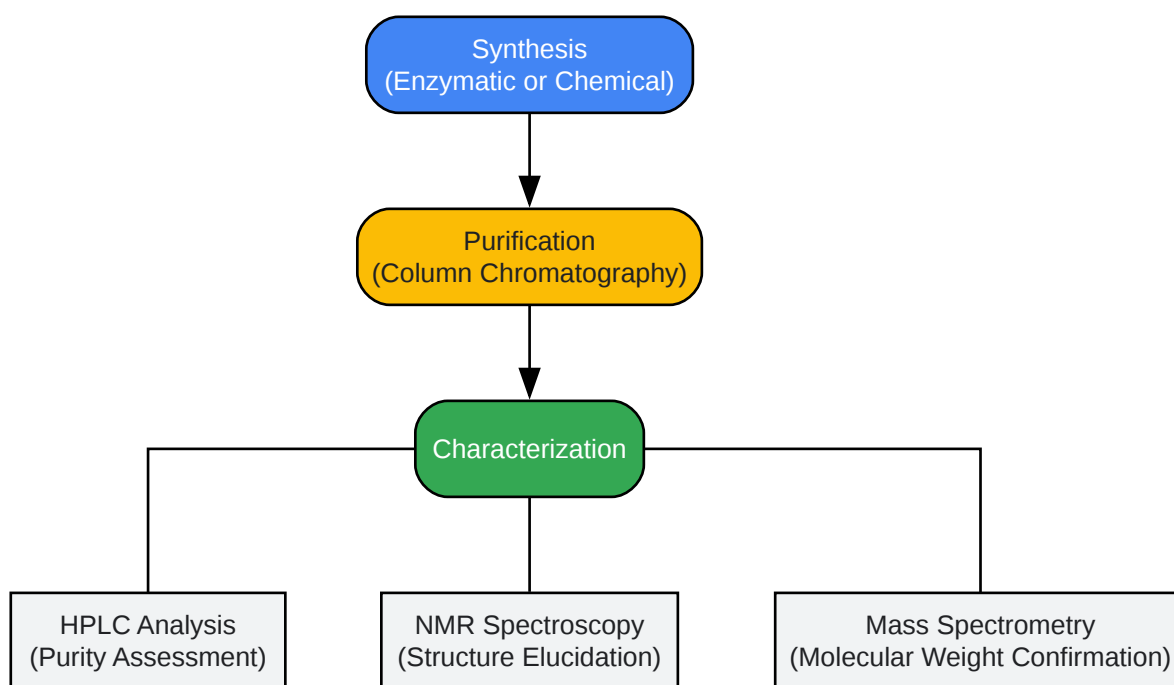 Synthesis
(Enzymatic or Chemical)
Purification
(Column Chromatography)
Characterization
HPLC Analysis
(Purity Assessment)
NMR Spectroscopy
(Structure Elucidation)
Mass Spectrometry
(Molecular Weight Confirmation)